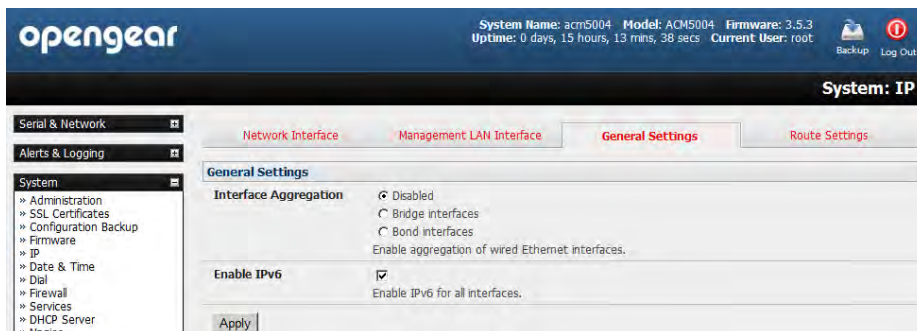 opengear
System Name: acm5004 Model: ACM5004 Firmware: 3.5.3
Uptime: 0 days, 15 hours, 13 mins, 38 secs Current User: root
Backup
Log Out
System: IP
Serial & Network
Alerts & Logging
System
» Administration
» SSL Certificates
» Configuration Backup
» Firmware
» IP
» Date & Time
» Dial
» Firewall
» Services
» DHCP Server
Network Interface
Management LAN Interface
General Settings
Route Settings
General Settings
Interface Aggregation
Disabled
Bridge interfaces
Bond interfaces
Enable aggregation of wired Ethernet interfaces.
Enable IPv6
Enable IPv6 for all interfaces.
Apply